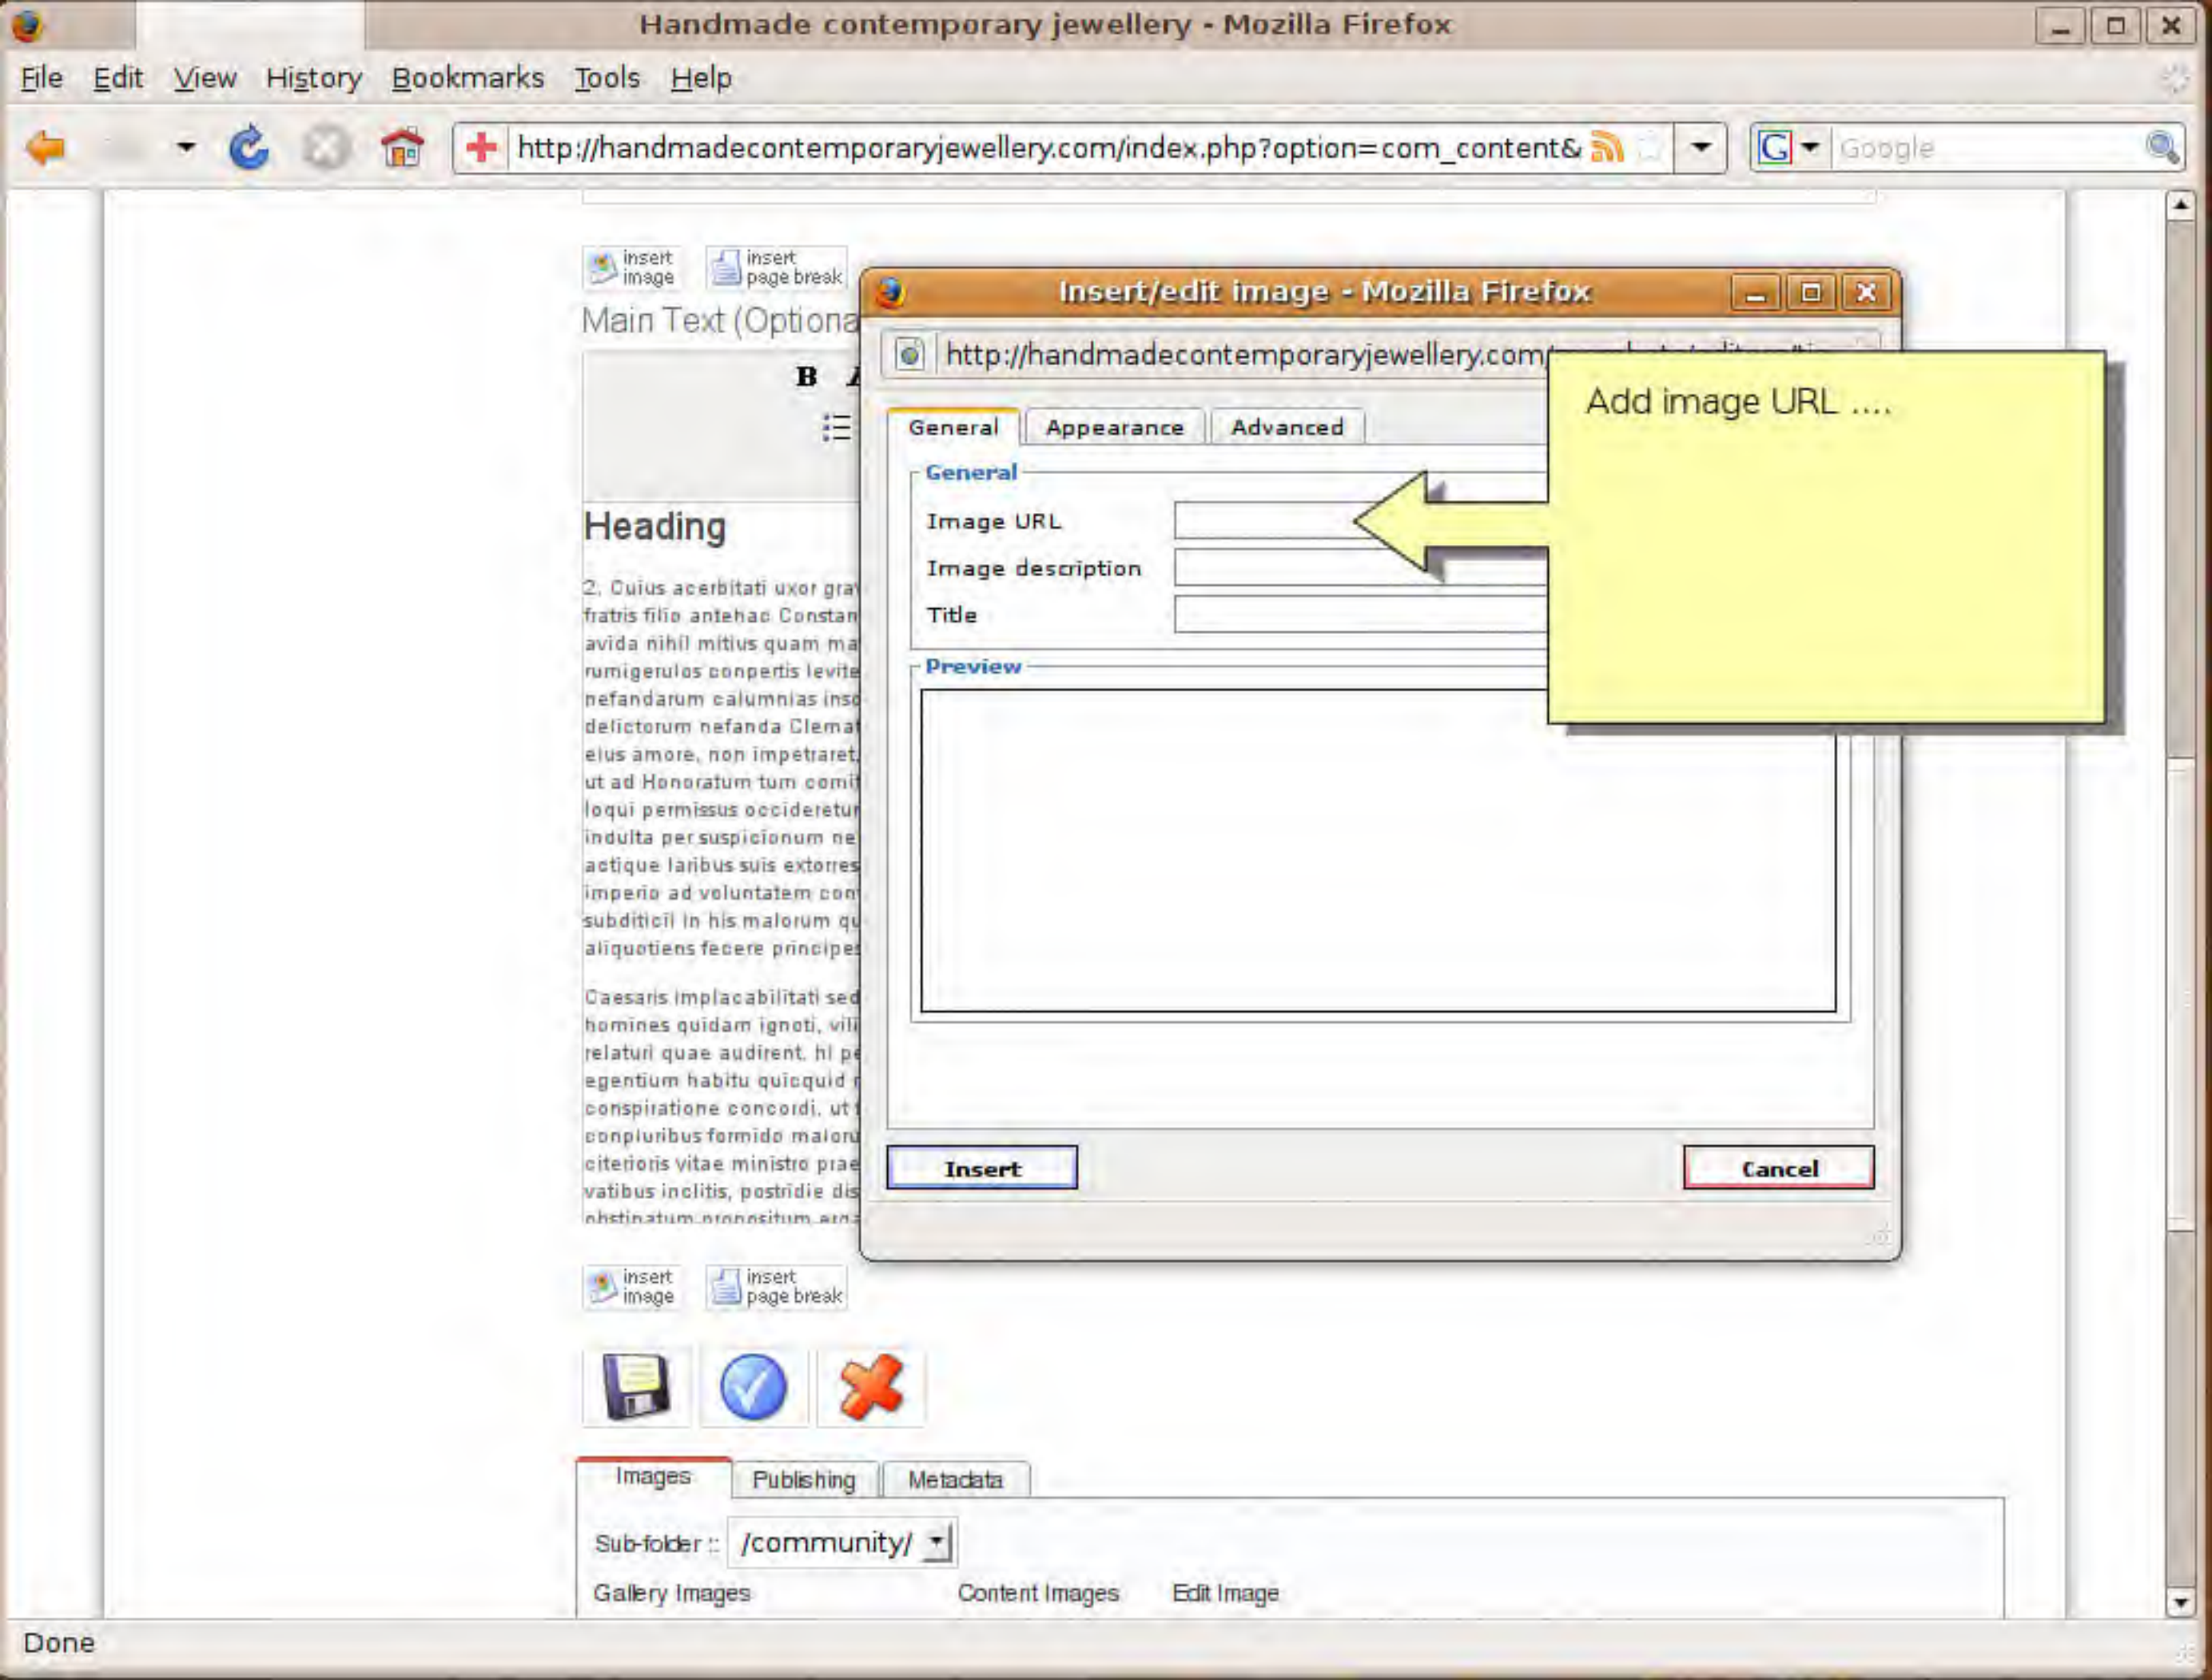 Handmade contemporary jewellery - Mozilla Firefox
File Edit View History Bookmarks Tools Help
http://handmadecontemporaryjewellery.com/index.php?option=com_content&
Google
insert image
insert page break
Main Text (Optiona
B
Heading
2. Cuius acerbitati uxor gra
fratris filio antehac Constan
avida nihil mitius quam ma
rumigerulos conpertis levite
nefandarum calumnias inso
delictorum nefanda Clemat
eius amore, non impetraret,
ut ad Honoratum tum comit
loqui permissus occideretur
indulta per suspicionum ne
actique laribus suis extorres
imperio ad voluntatem con
subditicii in his malorum qu
aliquotiens fecere principes
Caesaris implacabilitati sed
homines quidam ignoti, vili
relaturi quae audirent. hi pe
egentium habitu quicquid r
conspiratione concordi, ut t
conpluribus formido maioru
citerioris vitae ministro prae
vatibus inclitis, postridie dis
obstinatum propositum erga
Insert/edit image - Mozilla Firefox
http://handmadecontemporaryjewellery.com/
General Appearance Advanced
General
Image URL
Image description
Title
Preview
Insert
Cancel
Add image URL ....
insert image
insert page break
Images Publishing Metadata
Sub-folder :: /community/
Gallery Images Content Images Edit Image
Done